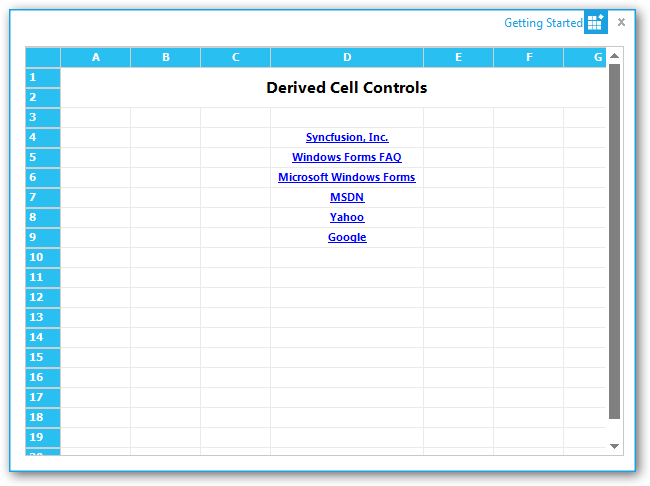 Getting Started
A B C D E F G
1 Derived Cell Controls
2
3
4 Syncfusion, Inc.
5 Windows Forms FAQ
6 Microsoft Windows Forms
7 MSDN
8 Yahoo
9 Google
10
11
12
13
14
15
16
17
18
19